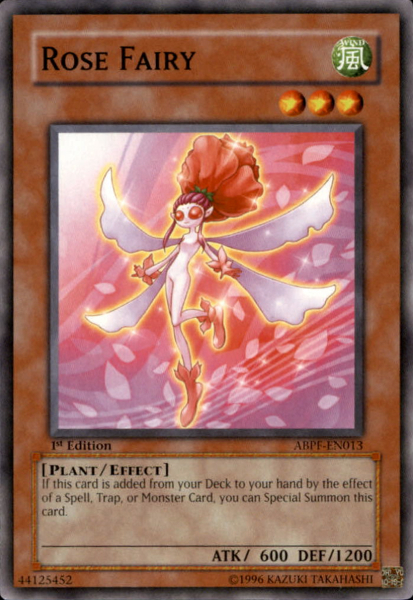 ROSE FAIRY
WIND
風
1st Edition
ABPF-EN013
[PLANT/EFFECT]
If this card is added from your Deck to your hand by the effect
of a Spell, Trap, or Monster Card, you can Special Summon this
card.
ATK/ 600 DEF/1200
44125452
©1996 KAZUKI TAKAHASHI